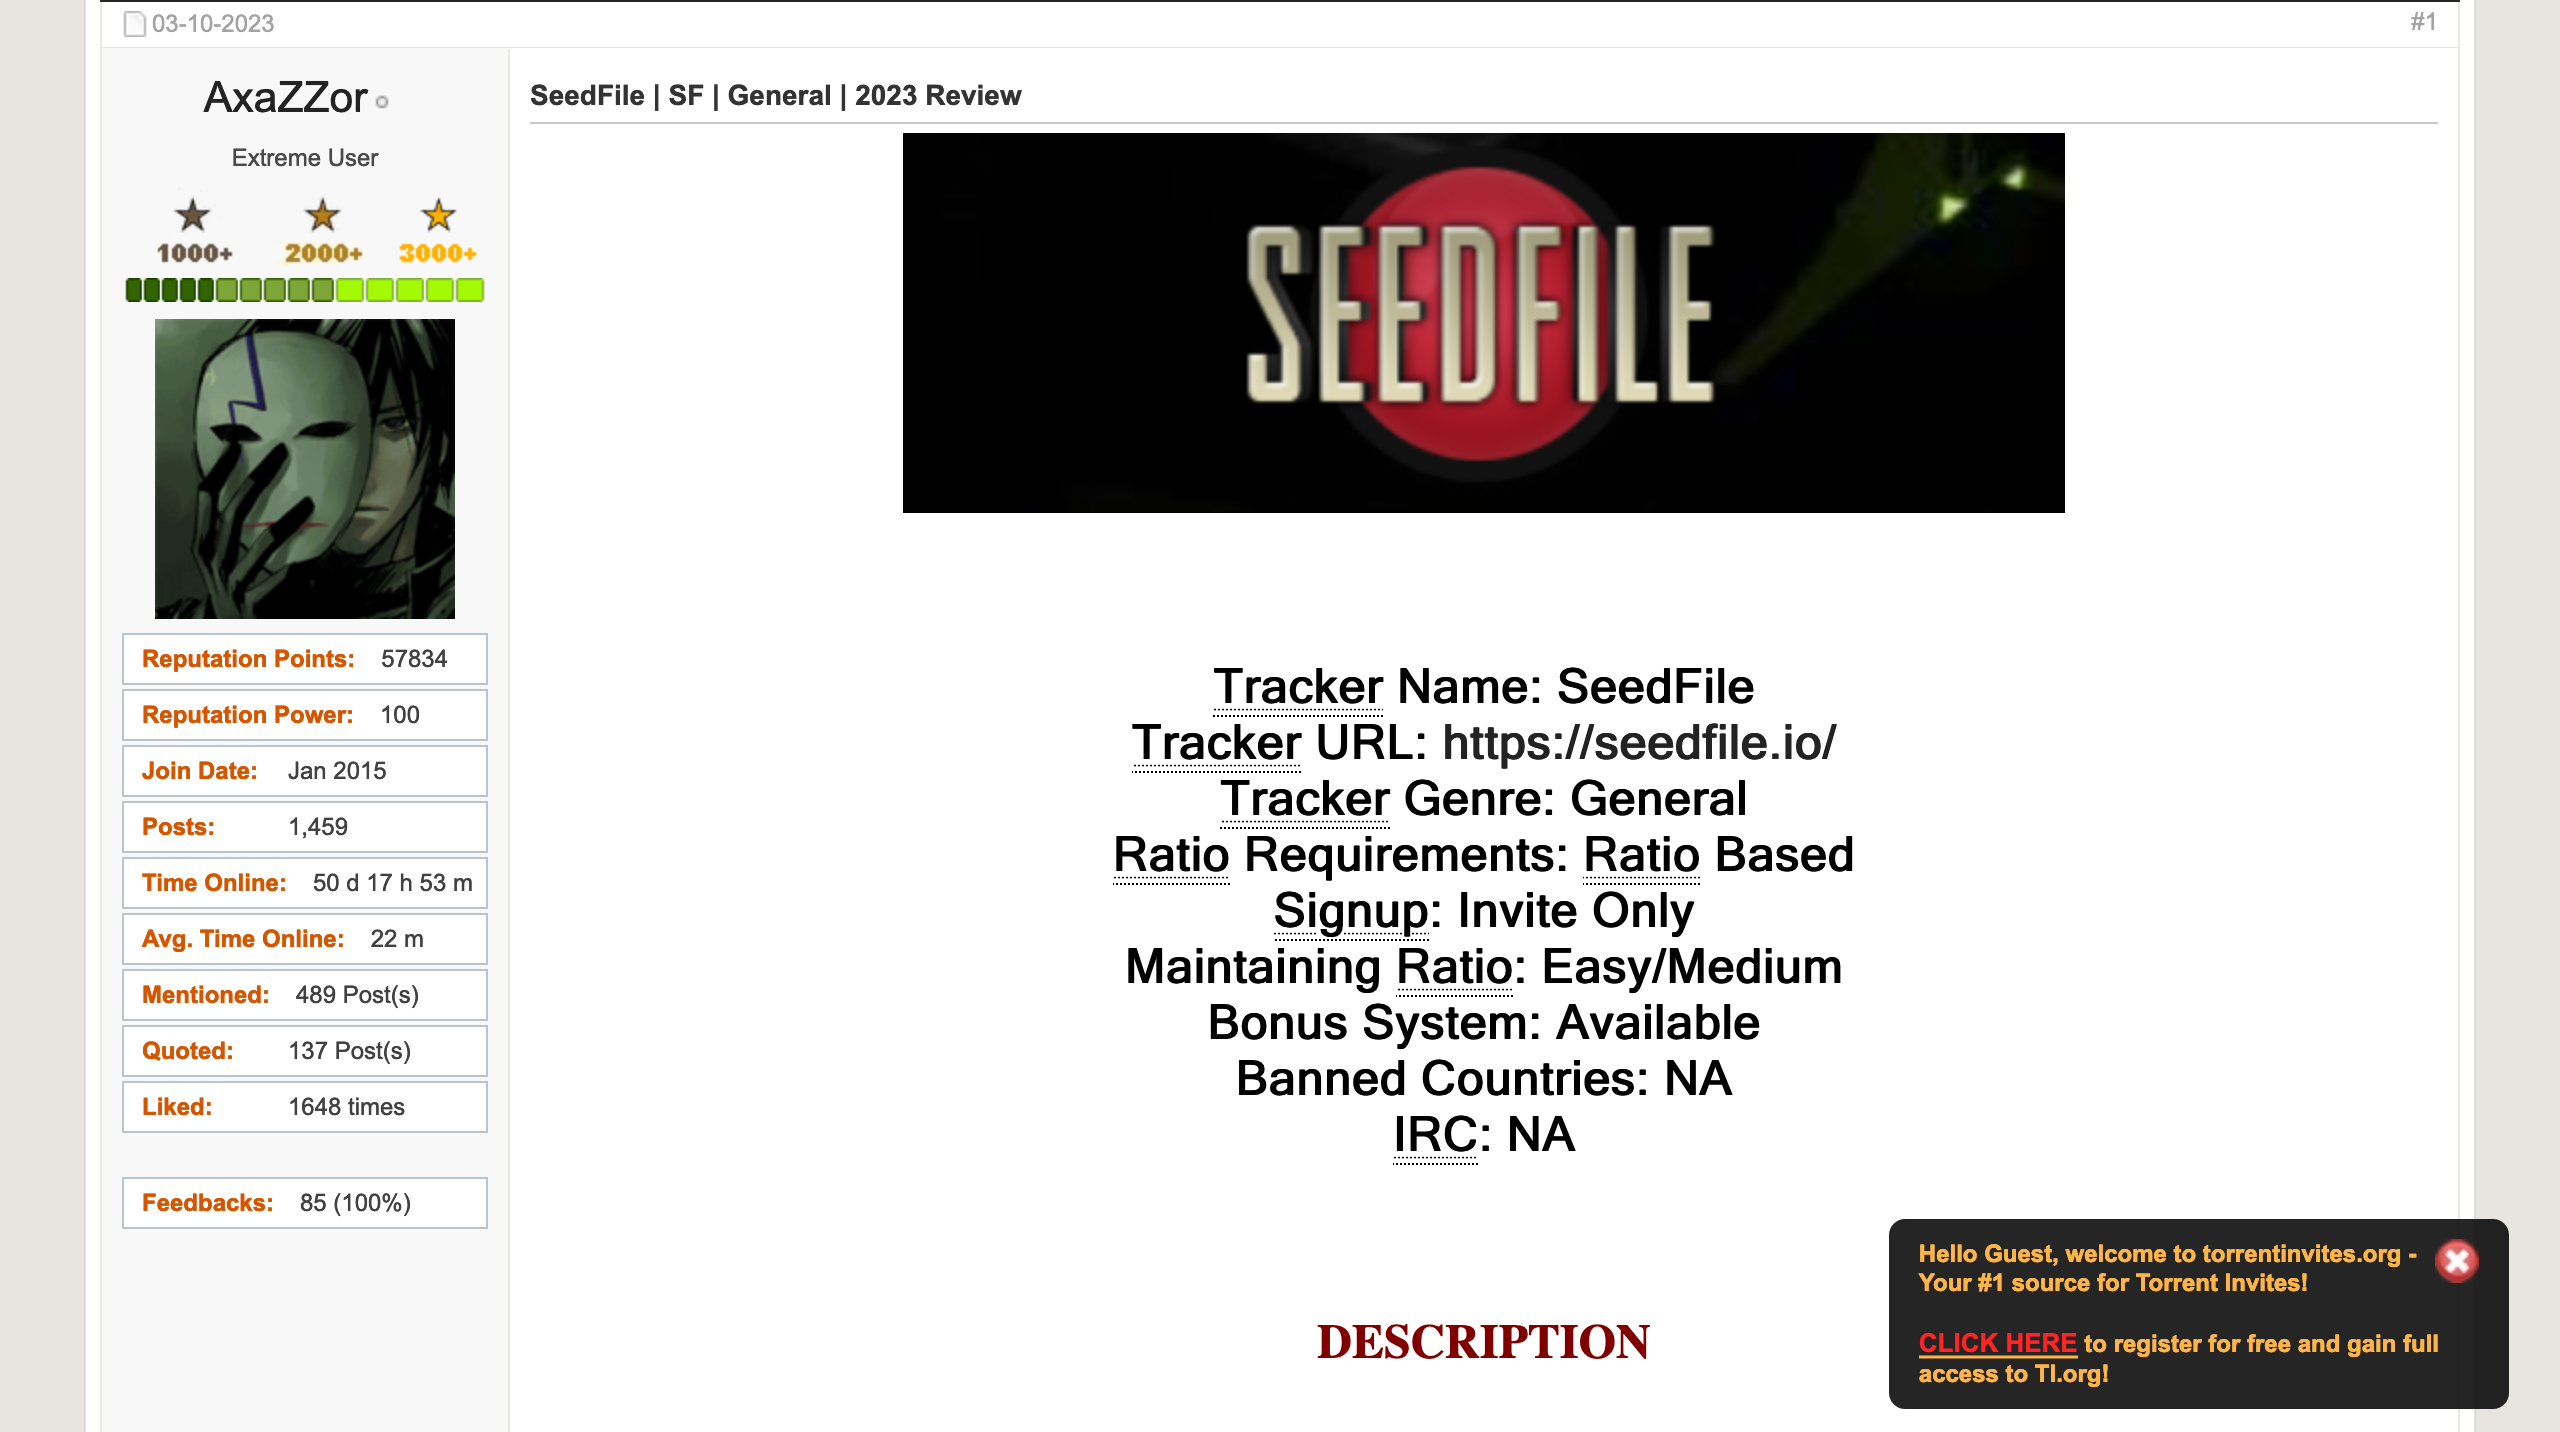 03-10-2023
#1
AxaZZor
Extreme User
1000+ 2000+ 3000+
Reputation Points: 57834
Reputation Power: 100
Join Date: Jan 2015
Posts: 1,459
Time Online: 50 d 17 h 53 m
Avg. Time Online: 22 m
Mentioned: 489 Post(s)
Quoted: 137 Post(s)
Liked: 1648 times
Feedbacks: 85 (100%)
SeedFile | SF | General | 2023 Review
SEEDFILE
Tracker Name: SeedFile
Tracker URL: https://seedfile.io/
Tracker Genre: General
Ratio Requirements: Ratio Based
Signup: Invite Only
Maintaining Ratio: Easy/Medium
Bonus System: Available
Banned Countries: NA
IRC: NA
DESCRIPTION
Hello Guest, welcome to torrentinvites.org -
Your #1 source for Torrent Invites!
CLICK HERE to register for free and gain full
access to TI.org!